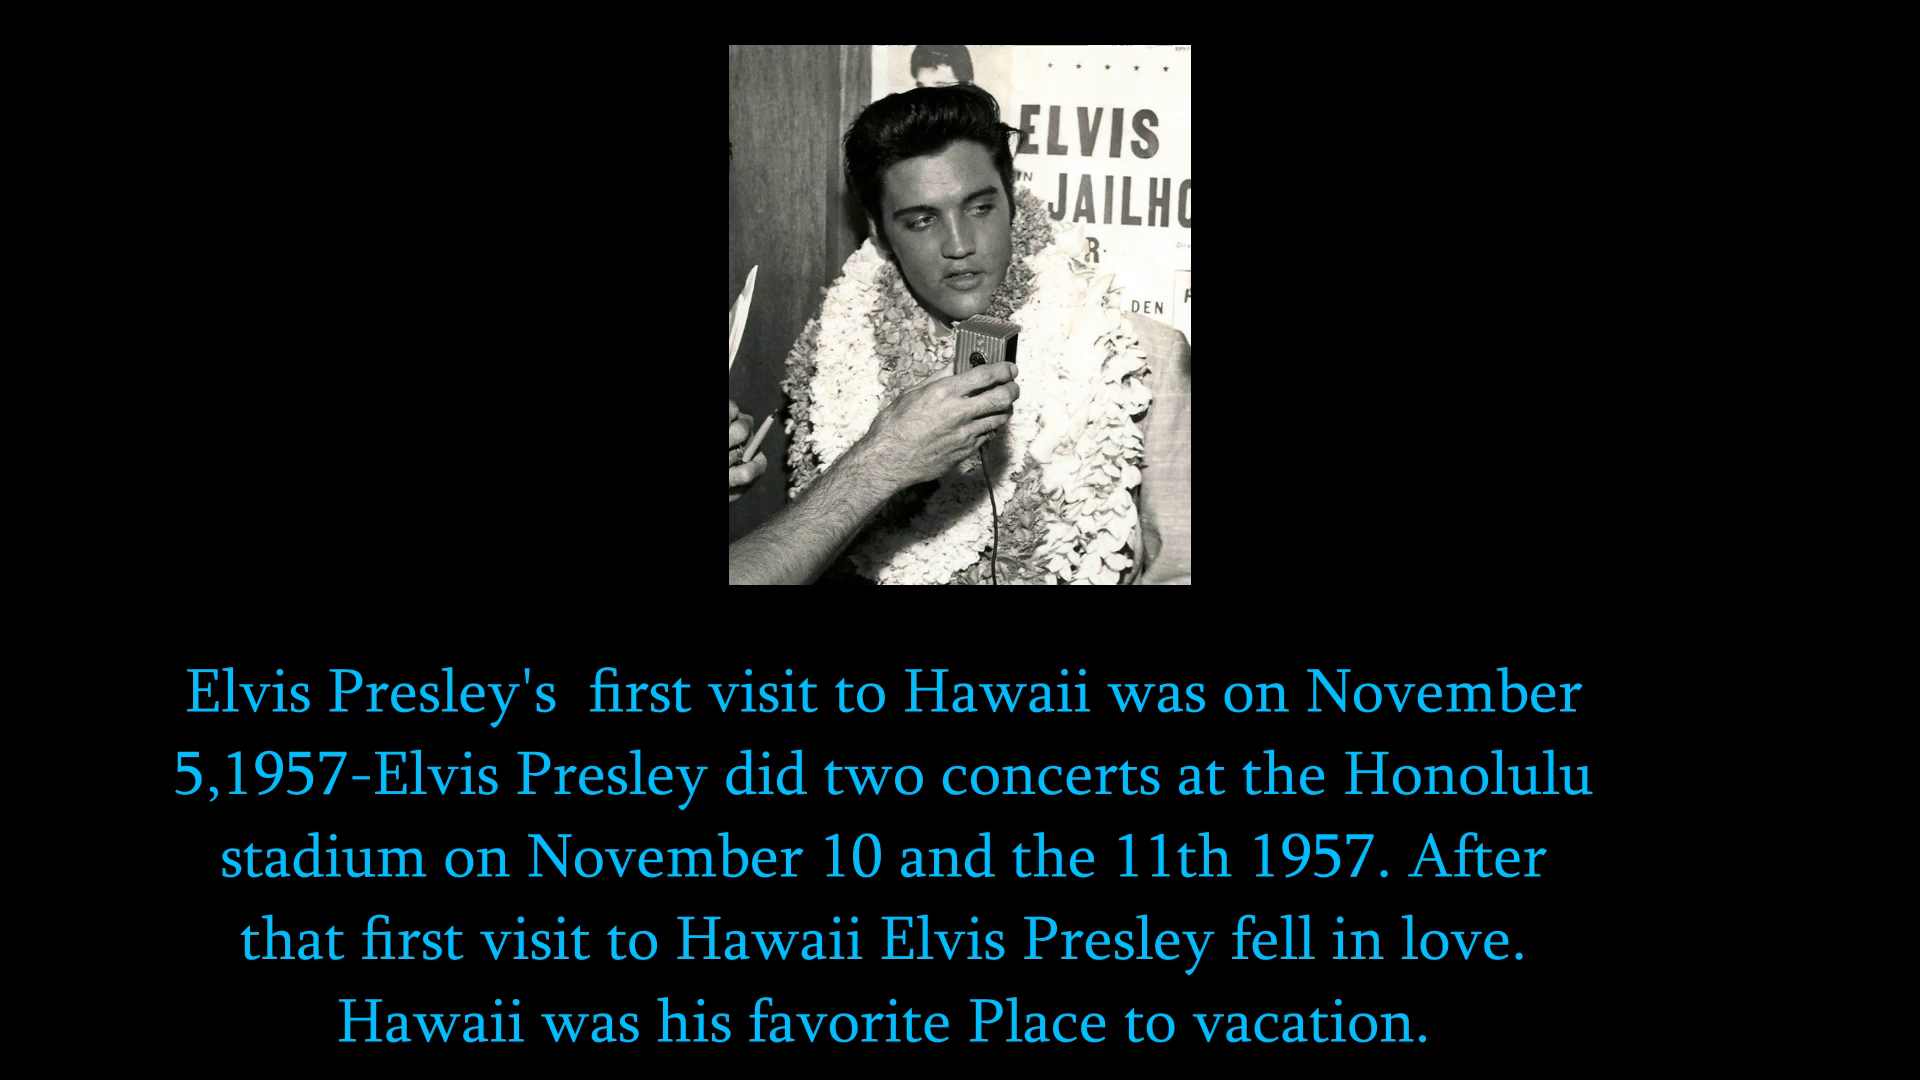 ELVIS
IN
JAILHO
R.
DEN
Elvis Presley's  first visit to Hawaii was on November
5,1957-Elvis Presley did two concerts at the Honolulu
stadium on November 10 and the 11th 1957. After
that first visit to Hawaii Elvis Presley fell in love.
Hawaii was his favorite Place to vacation.